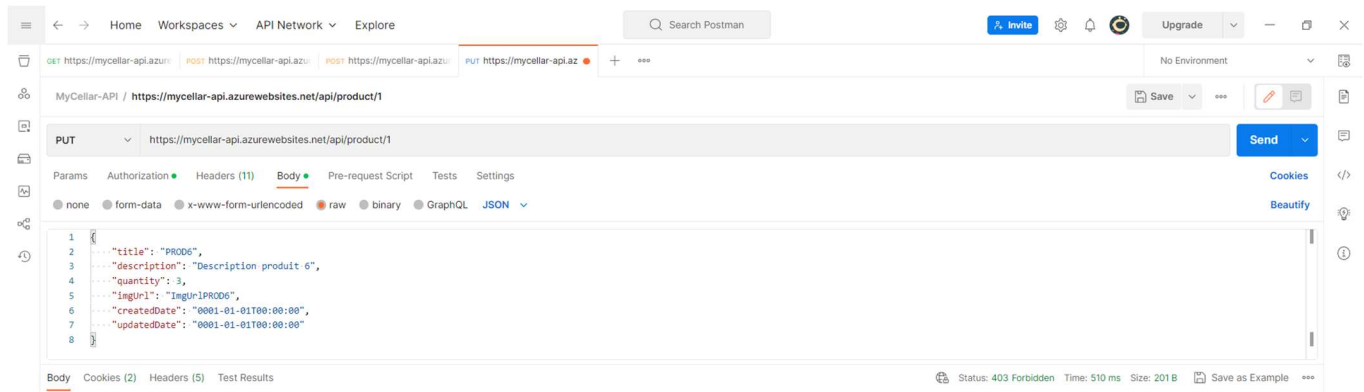 Home Workspaces API Network Explore Search Postman Invite Upgrade
GET https://mycellar-api.azure POST https://mycellar-api.azu POST https://mycellar-api.azu PUT https://mycellar-api.az No Environment
MyCellar-API / https://mycellar-api.azurewebsites.net/api/product/1 Save
PUT https://mycellar-api.azurewebsites.net/api/product/1 Send
Params Authorization Headers (11) Body Pre-request Script Tests Settings Cookies
none form-data x-www-form-urlencoded raw binary GraphQL JSON Beautify
1 {
2 "title": "PROD6",
3 "description": "Description produit 6",
4 "quantity": 3,
5 "imgUrl": "ImgUrlPROD6",
6 "createdDate": "0001-01-01T00:00:00",
7 "updatedDate": "0001-01-01T00:00:00"
8 }
Body Cookies (2) Headers (5) Test Results Status: 403 Forbidden Time: 510 ms Size: 201 B Save as Example